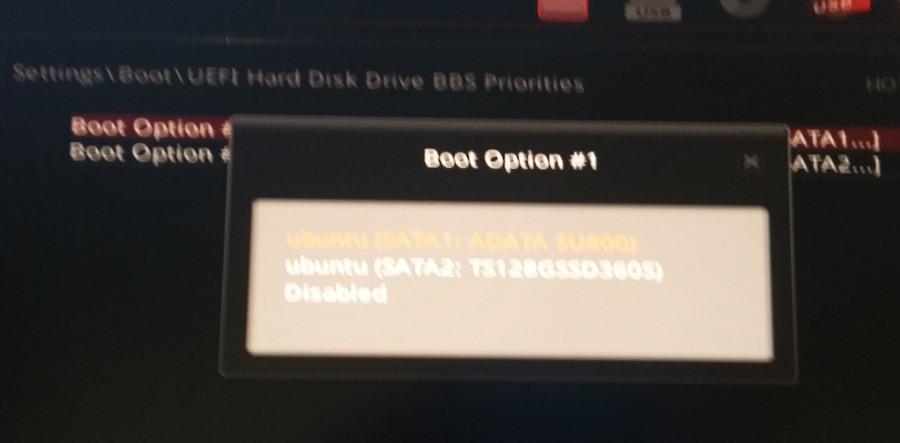 USB
USB
Settings\Boot\UEFI Hard Disk Drive BBS Priorities
HO
Boot Option #
ATA1...]
Boot Option #
ATA2...]
Boot Option #1
ubuntu (SATA1: ADATA SU800)
ubuntu (SATA2: TS128GSSD360S)
Disabled